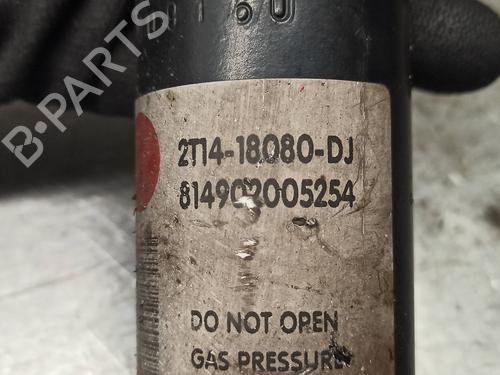 2T14-18080-DJ
814902005254
DO NOT OPEN
GAS PRESSURE
B-PARTS